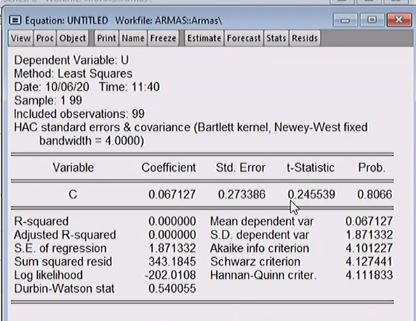 Equation: UNTITLED Workfile: ARMAS::Armas\
View Proc Object Print Name Freeze Estimate Forecast Stats Resids
Dependent Variable: U
Method: Least Squares
Date: 10/06/20 Time: 11:40
Sample: 1 99
Included observations: 99
HAC standard errors & covariance (Bartlett kernel, Newey-West fixed
bandwidth = 4.0000)
Variable Coefficient Std. Error t-Statistic Prob.
C 0.067127 0.273386 0.245539 0.8066
R-squared 0.000000 Mean dependent var 0.067127
Adjusted R-squared 0.000000 S.D. dependent var 1.871332
S.E. of regression 1.871332 Akaike info criterion 4.101227
Sum squared resid 343.1845 Schwarz criterion 4.127441
Log likelihood -202.0108 Hannan-Quinn criter. 4.111833
Durbin-Watson stat 0.540055